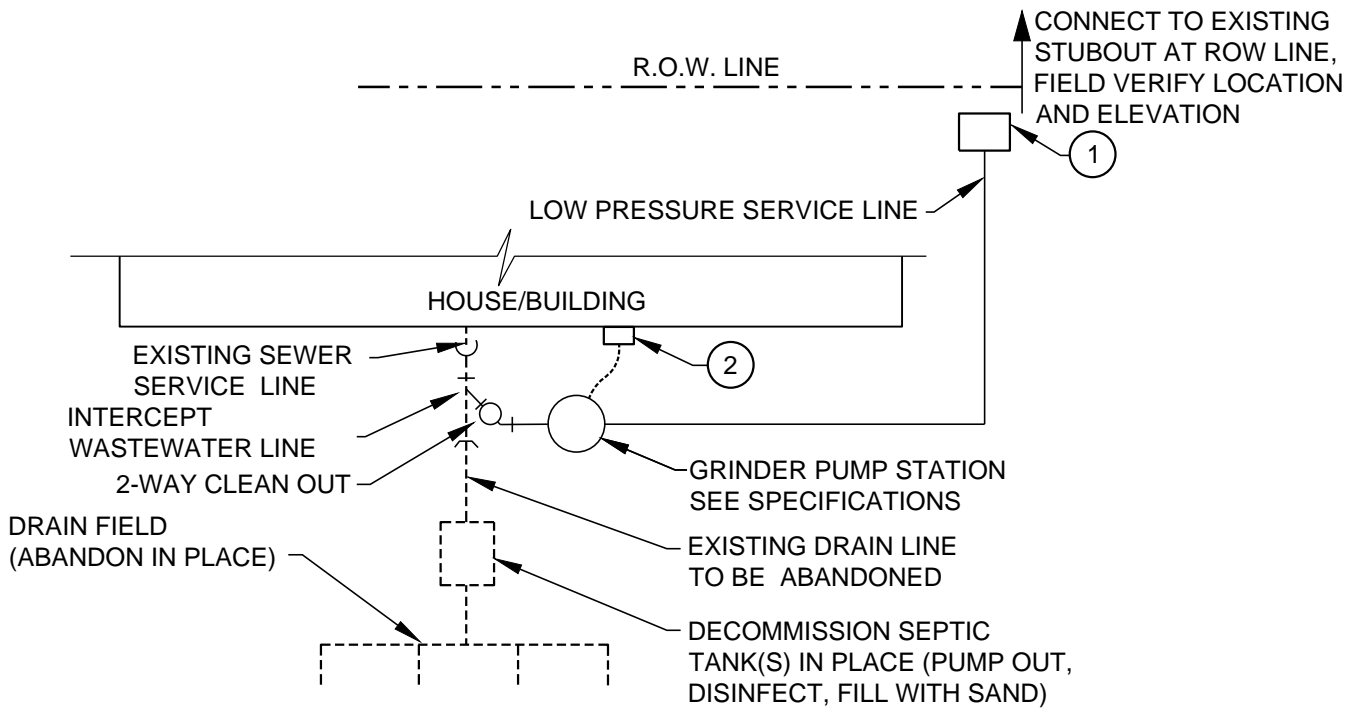 CONNECT TO EXISTING
STUBOUT AT ROW LINE,
FIELD VERIFY LOCATION
AND ELEVATION
R.O.W. LINE
1
LOW PRESSURE SERVICE LINE
HOUSE/BUILDING
EXISTING SEWER
SERVICE LINE
2
INTERCEPT
WASTEWATER LINE
2-WAY CLEAN OUT
GRINDER PUMP STATION
SEE SPECIFICATIONS
DRAIN FIELD
(ABANDON IN PLACE)
EXISTING DRAIN LINE
TO BE ABANDONED
DECOMMISSION SEPTIC
TANK(S) IN PLACE (PUMP OUT,
DISINFECT, FILL WITH SAND)